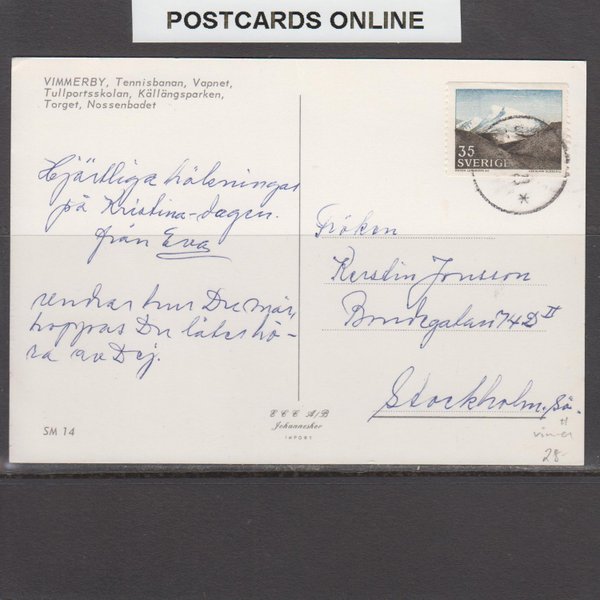 POSTCARDS ONLINE
VIMMERBY, Tennisbanan, Vapnet,
Tullportsskolan, Källängsparken,
Torget, Nossenbadet
35
SVERIGE
Hjärtliga hälsningar
på Kristina-dagen.
från Eva
undrar hur Du mår,
hoppas Du låter hö-
ra av Dej.
Fröken
Kerstin Jonsson
Bondegatan 74 D II
Stockholm, Sö.
E C C A/B
Johanneshov
IMPORT
SM 14
28-